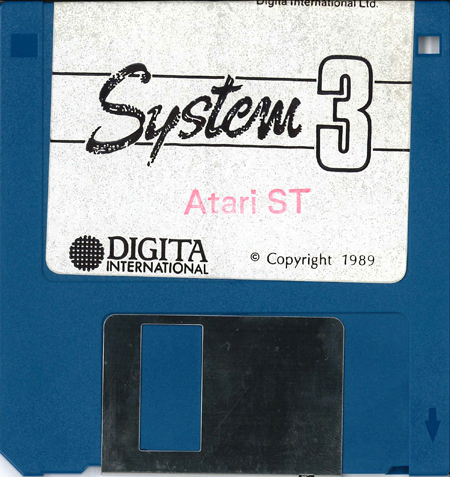 Digita International Ltd.
System 3
Atari ST
DIGITA
INTERNATIONAL
© Copyright 1989